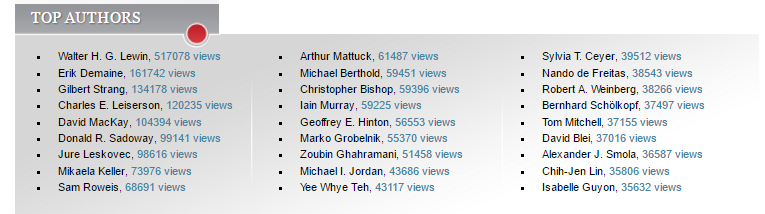 TOP AUTHORS
Walter H. G. Lewin, 517078 views
Erik Demaine, 161742 views
Gilbert Strang, 134178 views
Charles E. Leiserson, 120235 views
David MacKay, 104394 views
Donald R. Sadoway, 99141 views
Jure Leskovec, 98616 views
Mikaela Keller, 73976 views
Sam Roweis, 68691 views
Arthur Mattuck, 61487 views
Michael Berthold, 59451 views
Christopher Bishop, 59396 views
Iain Murray, 59225 views
Geoffrey E. Hinton, 56553 views
Marko Grobelnik, 55370 views
Zoubin Ghahramani, 51458 views
Michael I. Jordan, 43686 views
Yee Whye Teh, 43117 views
Sylvia T. Ceyer, 39512 views
Nando de Freitas, 38543 views
Robert A. Weinberg, 38266 views
Bernhard Schölkopf, 37497 views
Tom Mitchell, 37155 views
David Blei, 37016 views
Alexander J. Smola, 36587 views
Chih-Jen Lin, 35806 views
Isabelle Guyon, 35632 views